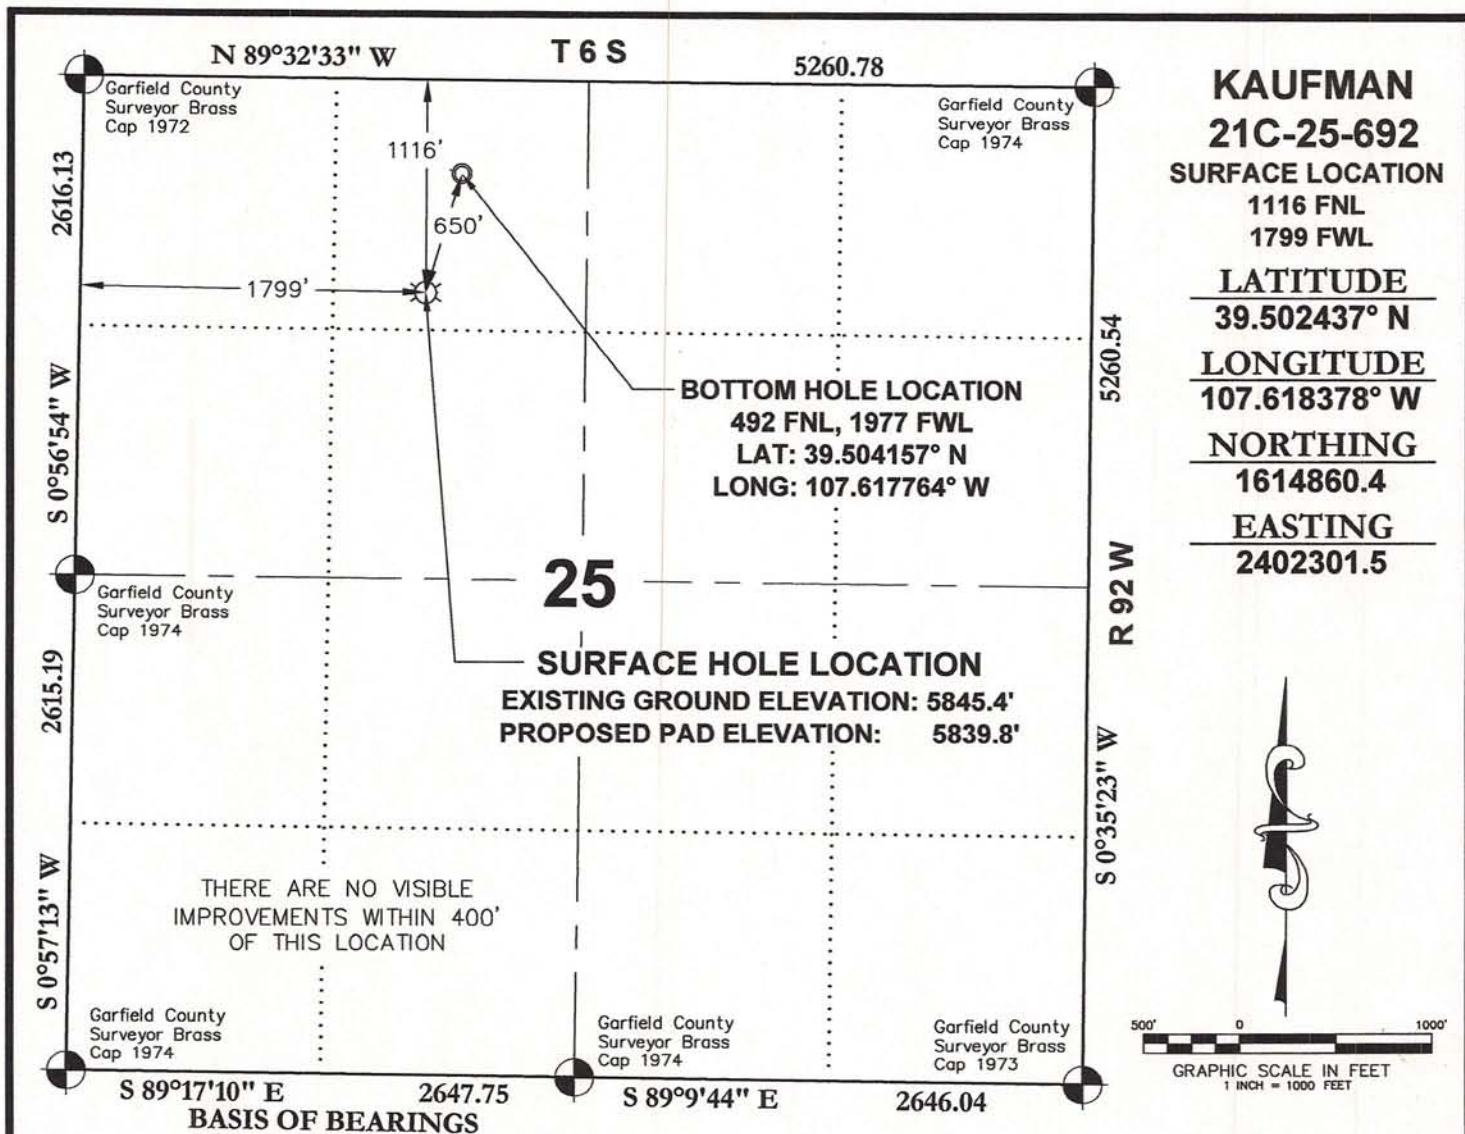 N 89°32'33" W
T 6 S
5260.78
Garfield County
Surveyor Brass
Cap 1972
Garfield County
Surveyor Brass
Cap 1974
2616.13
1116'
650'
1799'
S 0°56'54" W
5260.54
BOTTOM HOLE LOCATION
492 FNL, 1977 FWL
LAT: 39.504157° N
LONG: 107.617764° W
25
R 92 W
Garfield County
Surveyor Brass
Cap 1974
2615.19
SURFACE HOLE LOCATION
EXISTING GROUND ELEVATION: 5845.4'
PROPOSED PAD ELEVATION: 5839.8'
S 0°35'23" W
S 0°57'13" W
THERE ARE NO VISIBLE
IMPROVEMENTS WITHIN 400'
OF THIS LOCATION
Garfield County
Surveyor Brass
Cap 1974
Garfield County
Surveyor Brass
Cap 1974
Garfield County
Surveyor Brass
Cap 1973
S 89°17'10" E
2647.75
S 89°9'44" E
2646.04
BASIS OF BEARINGS
KAUFMAN
21C-25-692
SURFACE LOCATION
1116 FNL
1799 FWL
LATITUDE
39.502437° N
LONGITUDE
107.618378° W
NORTHING
1614860.4
EASTING
2402301.5
500'
0
1000'
GRAPHIC SCALE IN FEET
1 INCH = 1000 FEET